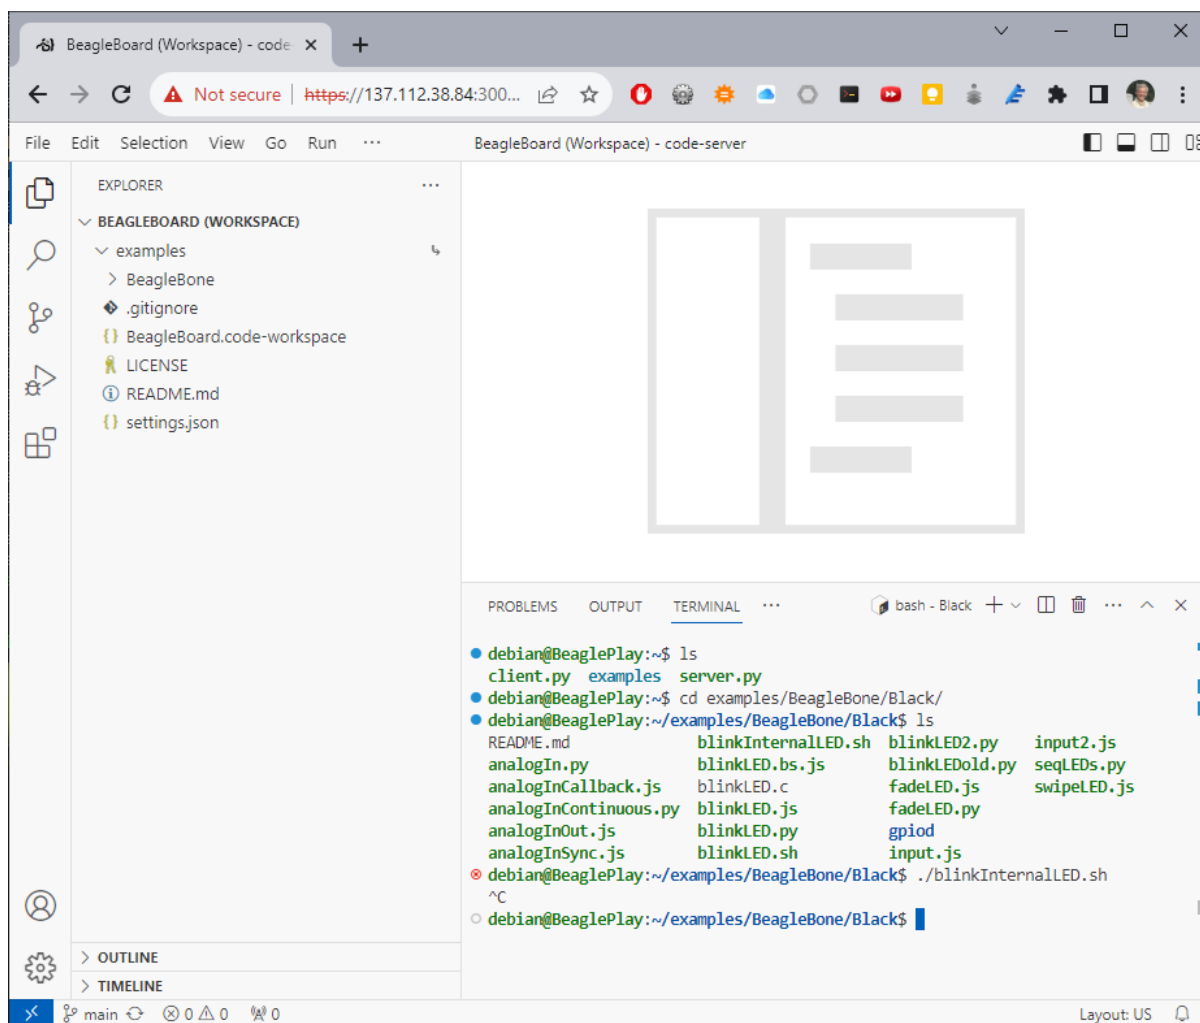 BeagleBoard (Workspace) - code-
Not secure https://137.112.38.84:300...
File Edit Selection View Go Run ... BeagleBoard (Workspace) - code-server
EXPLORER
BEAGLEBOARD (WORKSPACE)
examples
BeagleBone
.gitignore
BeagleBoard.code-workspace
LICENSE
README.md
settings.json
PROBLEMS OUTPUT TERMINAL ... bash - Black
debian@BeaglePlay:~$ ls
client.py examples server.py
debian@BeaglePlay:~$ cd examples/BeagleBone/Black/
debian@BeaglePlay:~/examples/BeagleBone/Black$ ls
README.md blinkInternalLED.sh blinkLED2.py input2.js
analogIn.py blinkLED.bs.js blinkLEDold.py seqLEDs.py
analogInCallback.js blinkLED.c fadeLED.js swipeLED.js
analogInContinuous.py blinkLED.js fadeLED.py
analogInOut.js blinkLED.py gpiod
analogInSync.js blinkLED.sh input.js
debian@BeaglePlay:~/examples/BeagleBone/Black$ ./blinkInternalLED.sh
^C
debian@BeaglePlay:~/examples/BeagleBone/Black$
OUTLINE
TIMELINE
main 0 0 0 Layout: US